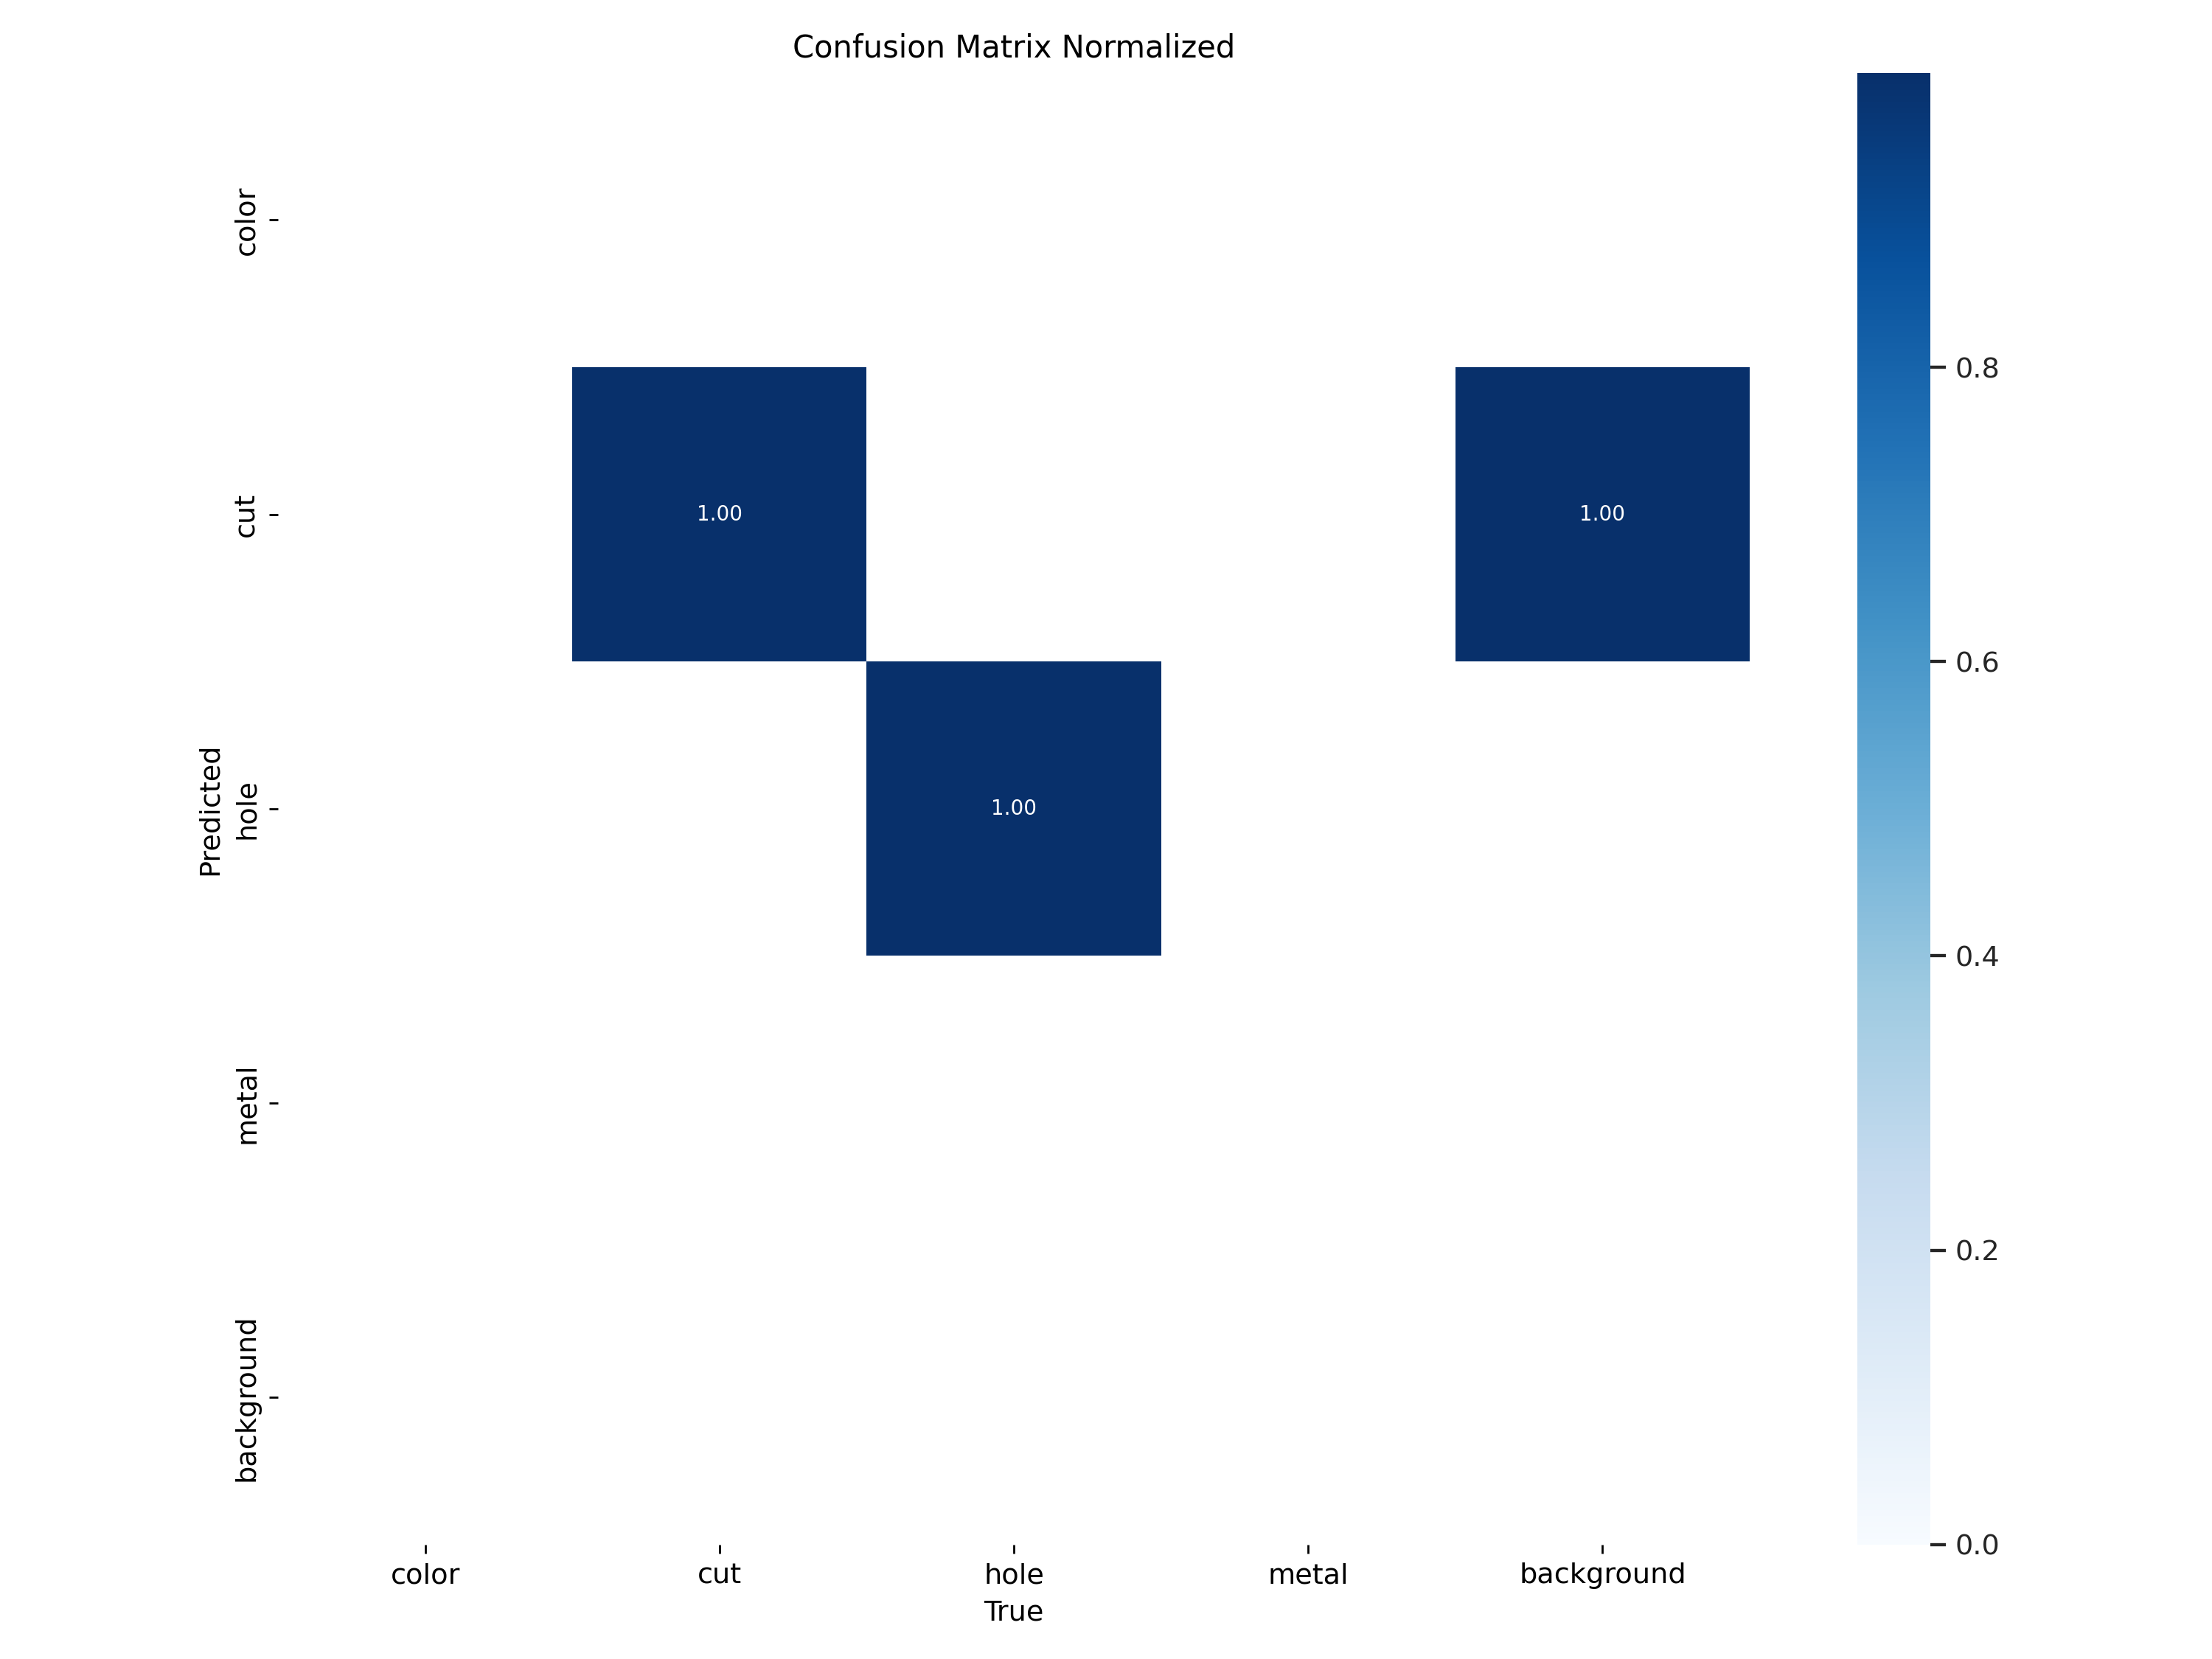 Confusion Matrix Normalized
Predicted
color
cut
hole
metal
background
1.00
1.00
1.00
color
cut
hole
metal
background
True
0.8
0.6
0.4
0.2
0.0